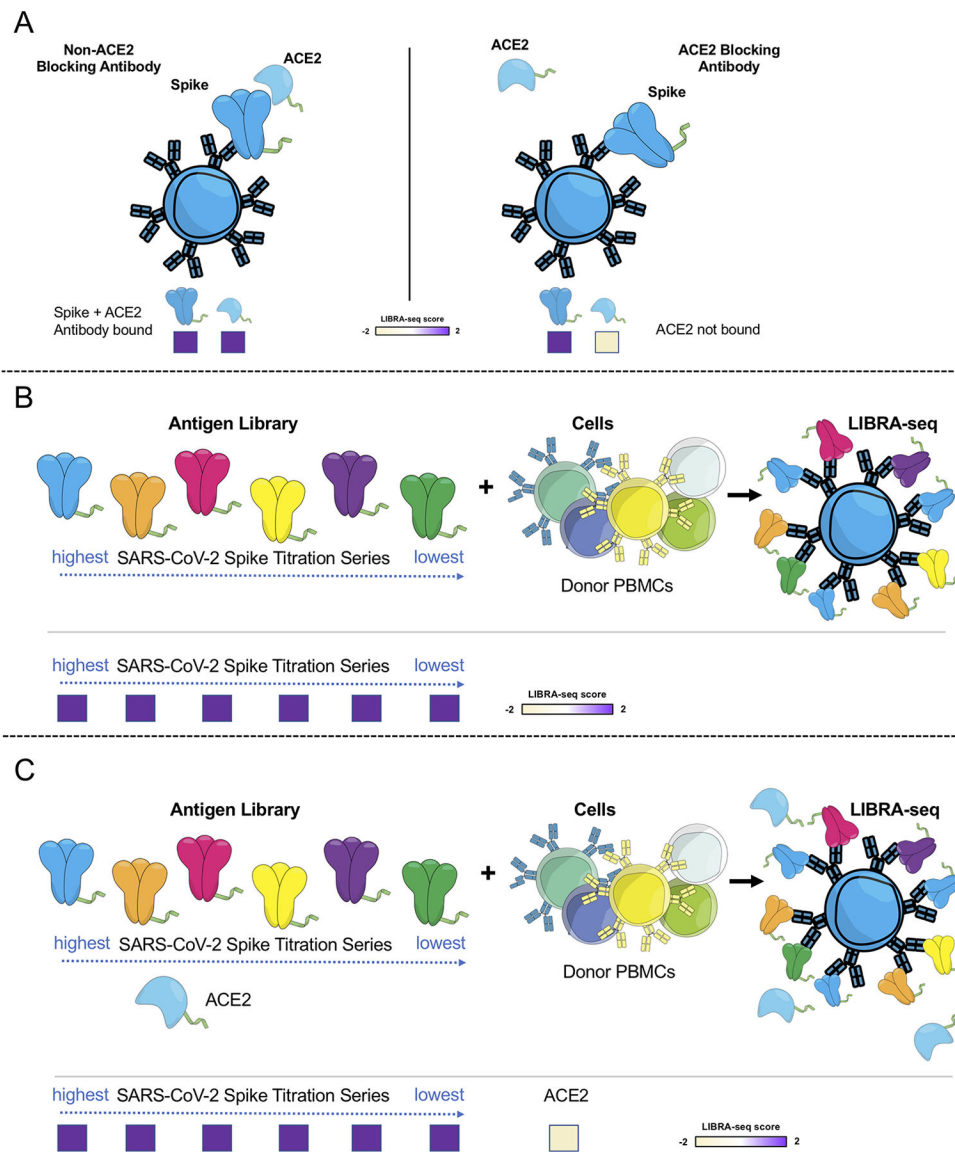 A
Non-ACE2
Blocking Antibody
ACE2
Spike
ACE2
ACE2 Blocking
Antibody
Spike
Spike + ACE2
Antibody bound
LIBRA-seq score
-2 2
ACE2 not bound
B
Antigen Library
Cells
LIBRA-seq
+
highest SARS-CoV-2 Spike Titration Series lowest
Donor PBMCs
highest SARS-CoV-2 Spike Titration Series lowest
LIBRA-seq score
-2 2
C
Antigen Library
Cells
LIBRA-seq
+
highest SARS-CoV-2 Spike Titration Series lowest
Donor PBMCs
ACE2
highest SARS-CoV-2 Spike Titration Series lowest
ACE2
LIBRA-seq score
-2 2